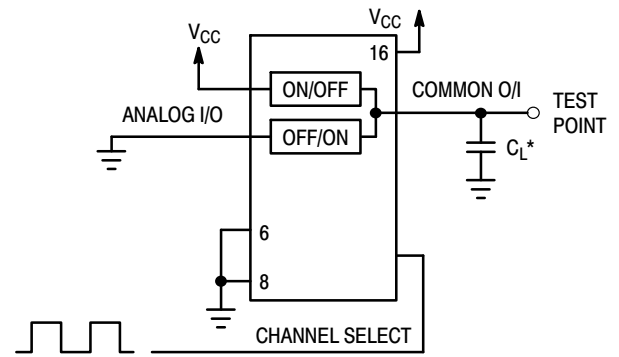 VCC
VCC
16
ON/OFF
COMMON O/I
TEST
POINT
ANALOG I/O
OFF/ON
CL*
6
8
CHANNEL SELECT